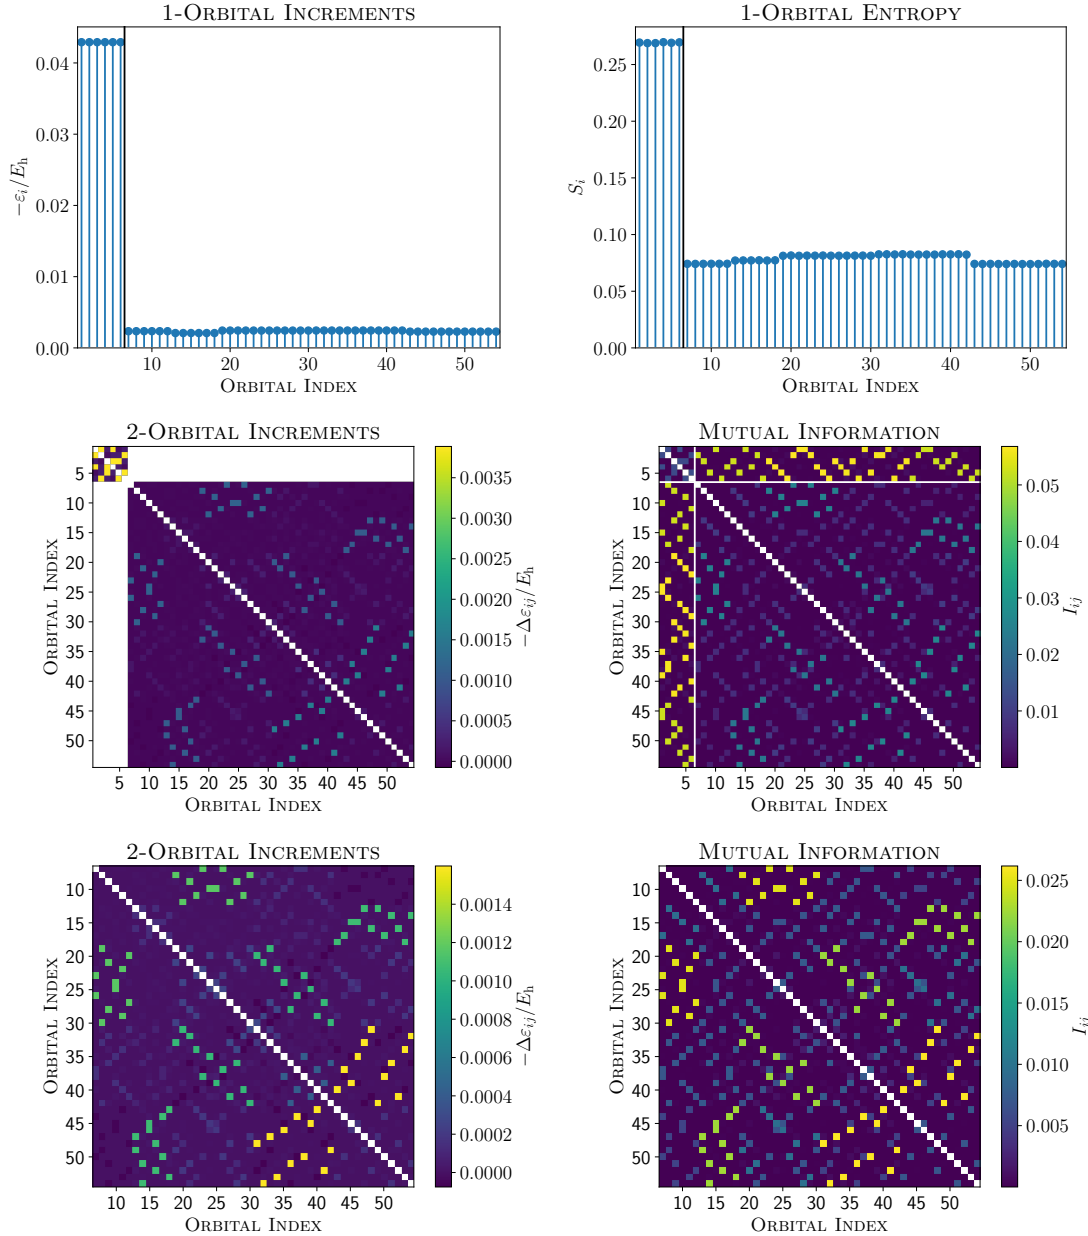 1-Orbital Increments
0.04
0.03
0.02
0.01
0.00
−εi/Eh
10 20 30 40 50
Orbital Index
1-Orbital Entropy
0.25
0.20
0.15
0.10
0.05
0.00
Si
10 20 30 40 50
Orbital Index
2-Orbital Increments
5
10
15
20
25
30
35
40
45
50
Orbital Index
5 10 15 20 25 30 35 40 45 50
Orbital Index
0.0035
0.0030
0.0025
0.0020
0.0015
0.0010
0.0005
0.0000
−Δεij/Eh
Mutual Information
5
10
15
20
25
30
35
40
45
50
Orbital Index
5 10 15 20 25 30 35 40 45 50
Orbital Index
0.05
0.04
0.03
0.02
0.01
Iij
2-Orbital Increments
10
15
20
25
30
35
40
45
50
Orbital Index
10 15 20 25 30 35 40 45 50
Orbital Index
0.0014
0.0012
0.0010
0.0008
0.0006
0.0004
0.0002
0.0000
−Δεij/Eh
Mutual Information
10
15
20
25
30
35
40
45
50
Orbital Index
10 15 20 25 30 35 40 45 50
Orbital Index
0.025
0.020
0.015
0.010
0.005
Iij